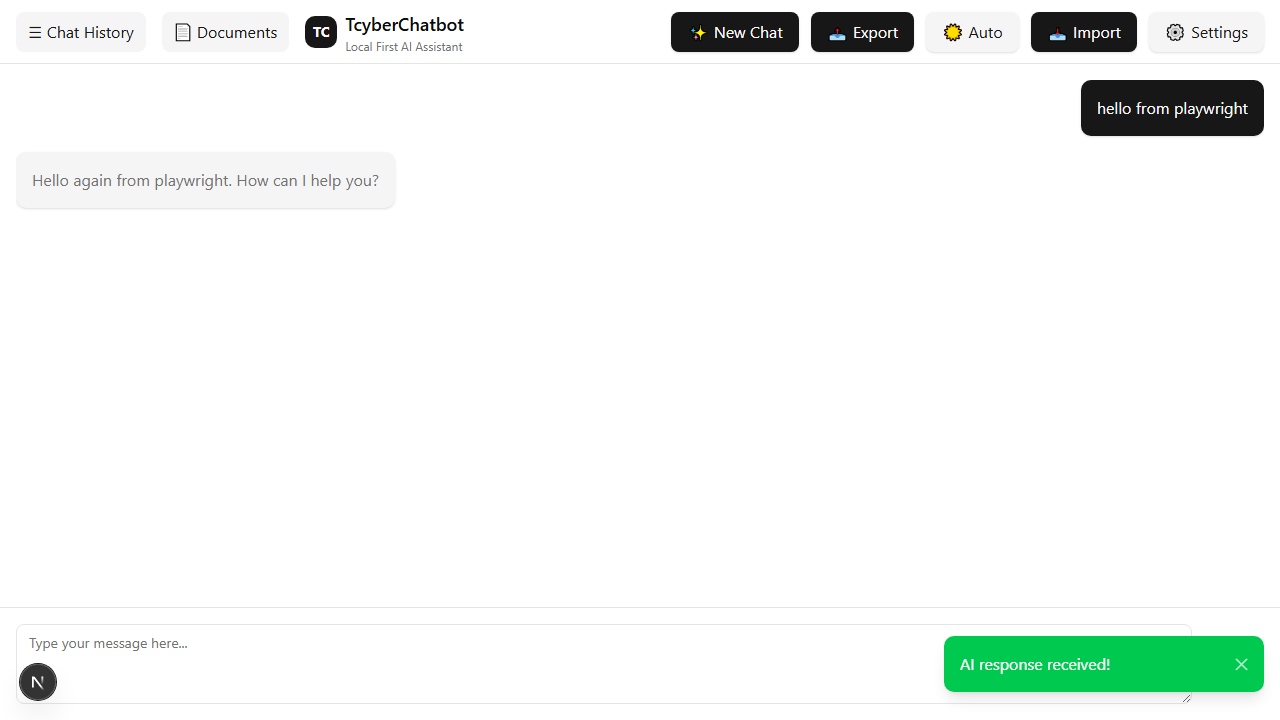 ☰ Chat History
Documents
TC
TcyberChatbot
Local First AI Assistant
New Chat
Export
Auto
Import
Settings
hello from playwright
Hello again from playwright. How can I help you?
Type your message here...
N
AI response received!